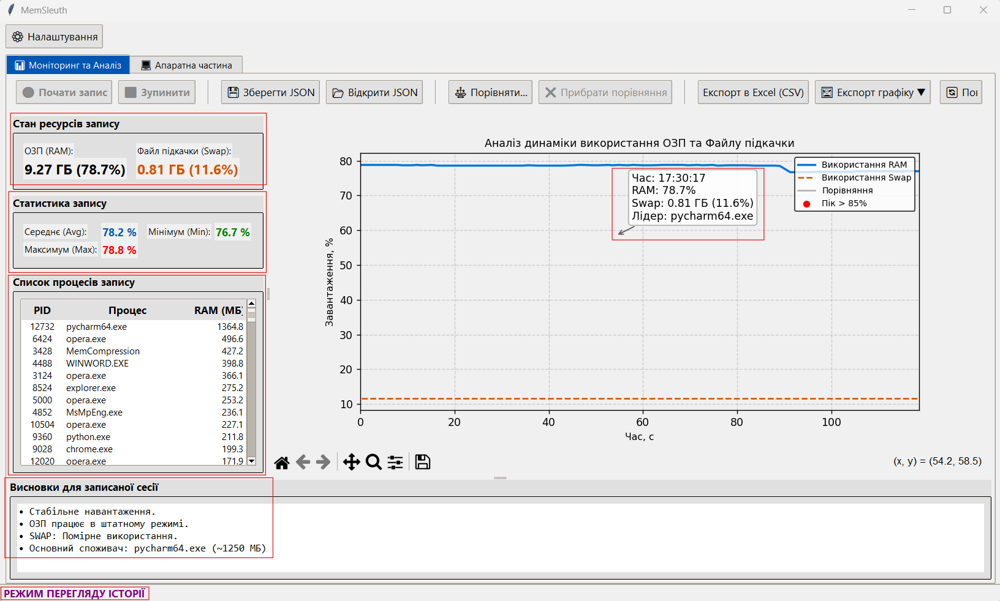 MemSleuth
Налаштування
Моніторинг та Аналіз
Апаратна частина
Почати запис
Зупинити
Зберегти JSON
Відкрити JSON
Порівняти...
Прибрати порівняння
Експорт в Excel (CSV)
Експорт графіку ▼
Стан ресурсів запису
ОЗП (RAM):
Файл підкачки (Swap):
9.27 ГБ (78.7%)
0.81 ГБ (11.6%)
Статистика запису
Середнє (Avg): 78.2 % Мінімум (Min): 76.7 %
Максимум (Max): 78.8 %
Список процесів запису
PID Процес RAM (МБ)
12732 pycharm64.exe 1364.8
6424 opera.exe 496.6
3428 MemCompression 427.2
4488 WINWORD.EXE 398.8
3124 opera.exe 366.1
8524 explorer.exe 275.2
5000 opera.exe 253.2
4852 MsMpEng.exe 236.1
10504 opera.exe 227.1
9360 python.exe 211.8
9028 chrome.exe 199.3
12020 opera.exe 171.9
Аналіз динаміки використання ОЗП та Файлу підкачки
Завантаження, %
80
70
60
50
40
30
20
10
0 20 40 60 80 100
Час, с
Час: 17:30:17
RAM: 78.7%
Swap: 0.81 ГБ (11.6%)
Лідер: pycharm64.exe
Використання RAM
Використання Swap
Порівняння
Пік > 85%
(x, y) = (54.2, 58.5)
Висновки для записаної сесії
• Стабільне навантаження.
• ОЗП працює в штатному режимі.
• SWAP: Помірне використання.
• Основний споживач: pycharm64.exe (~1250 МБ)
РЕЖИМ ПЕРЕГЛЯДУ ІСТОРІЇ